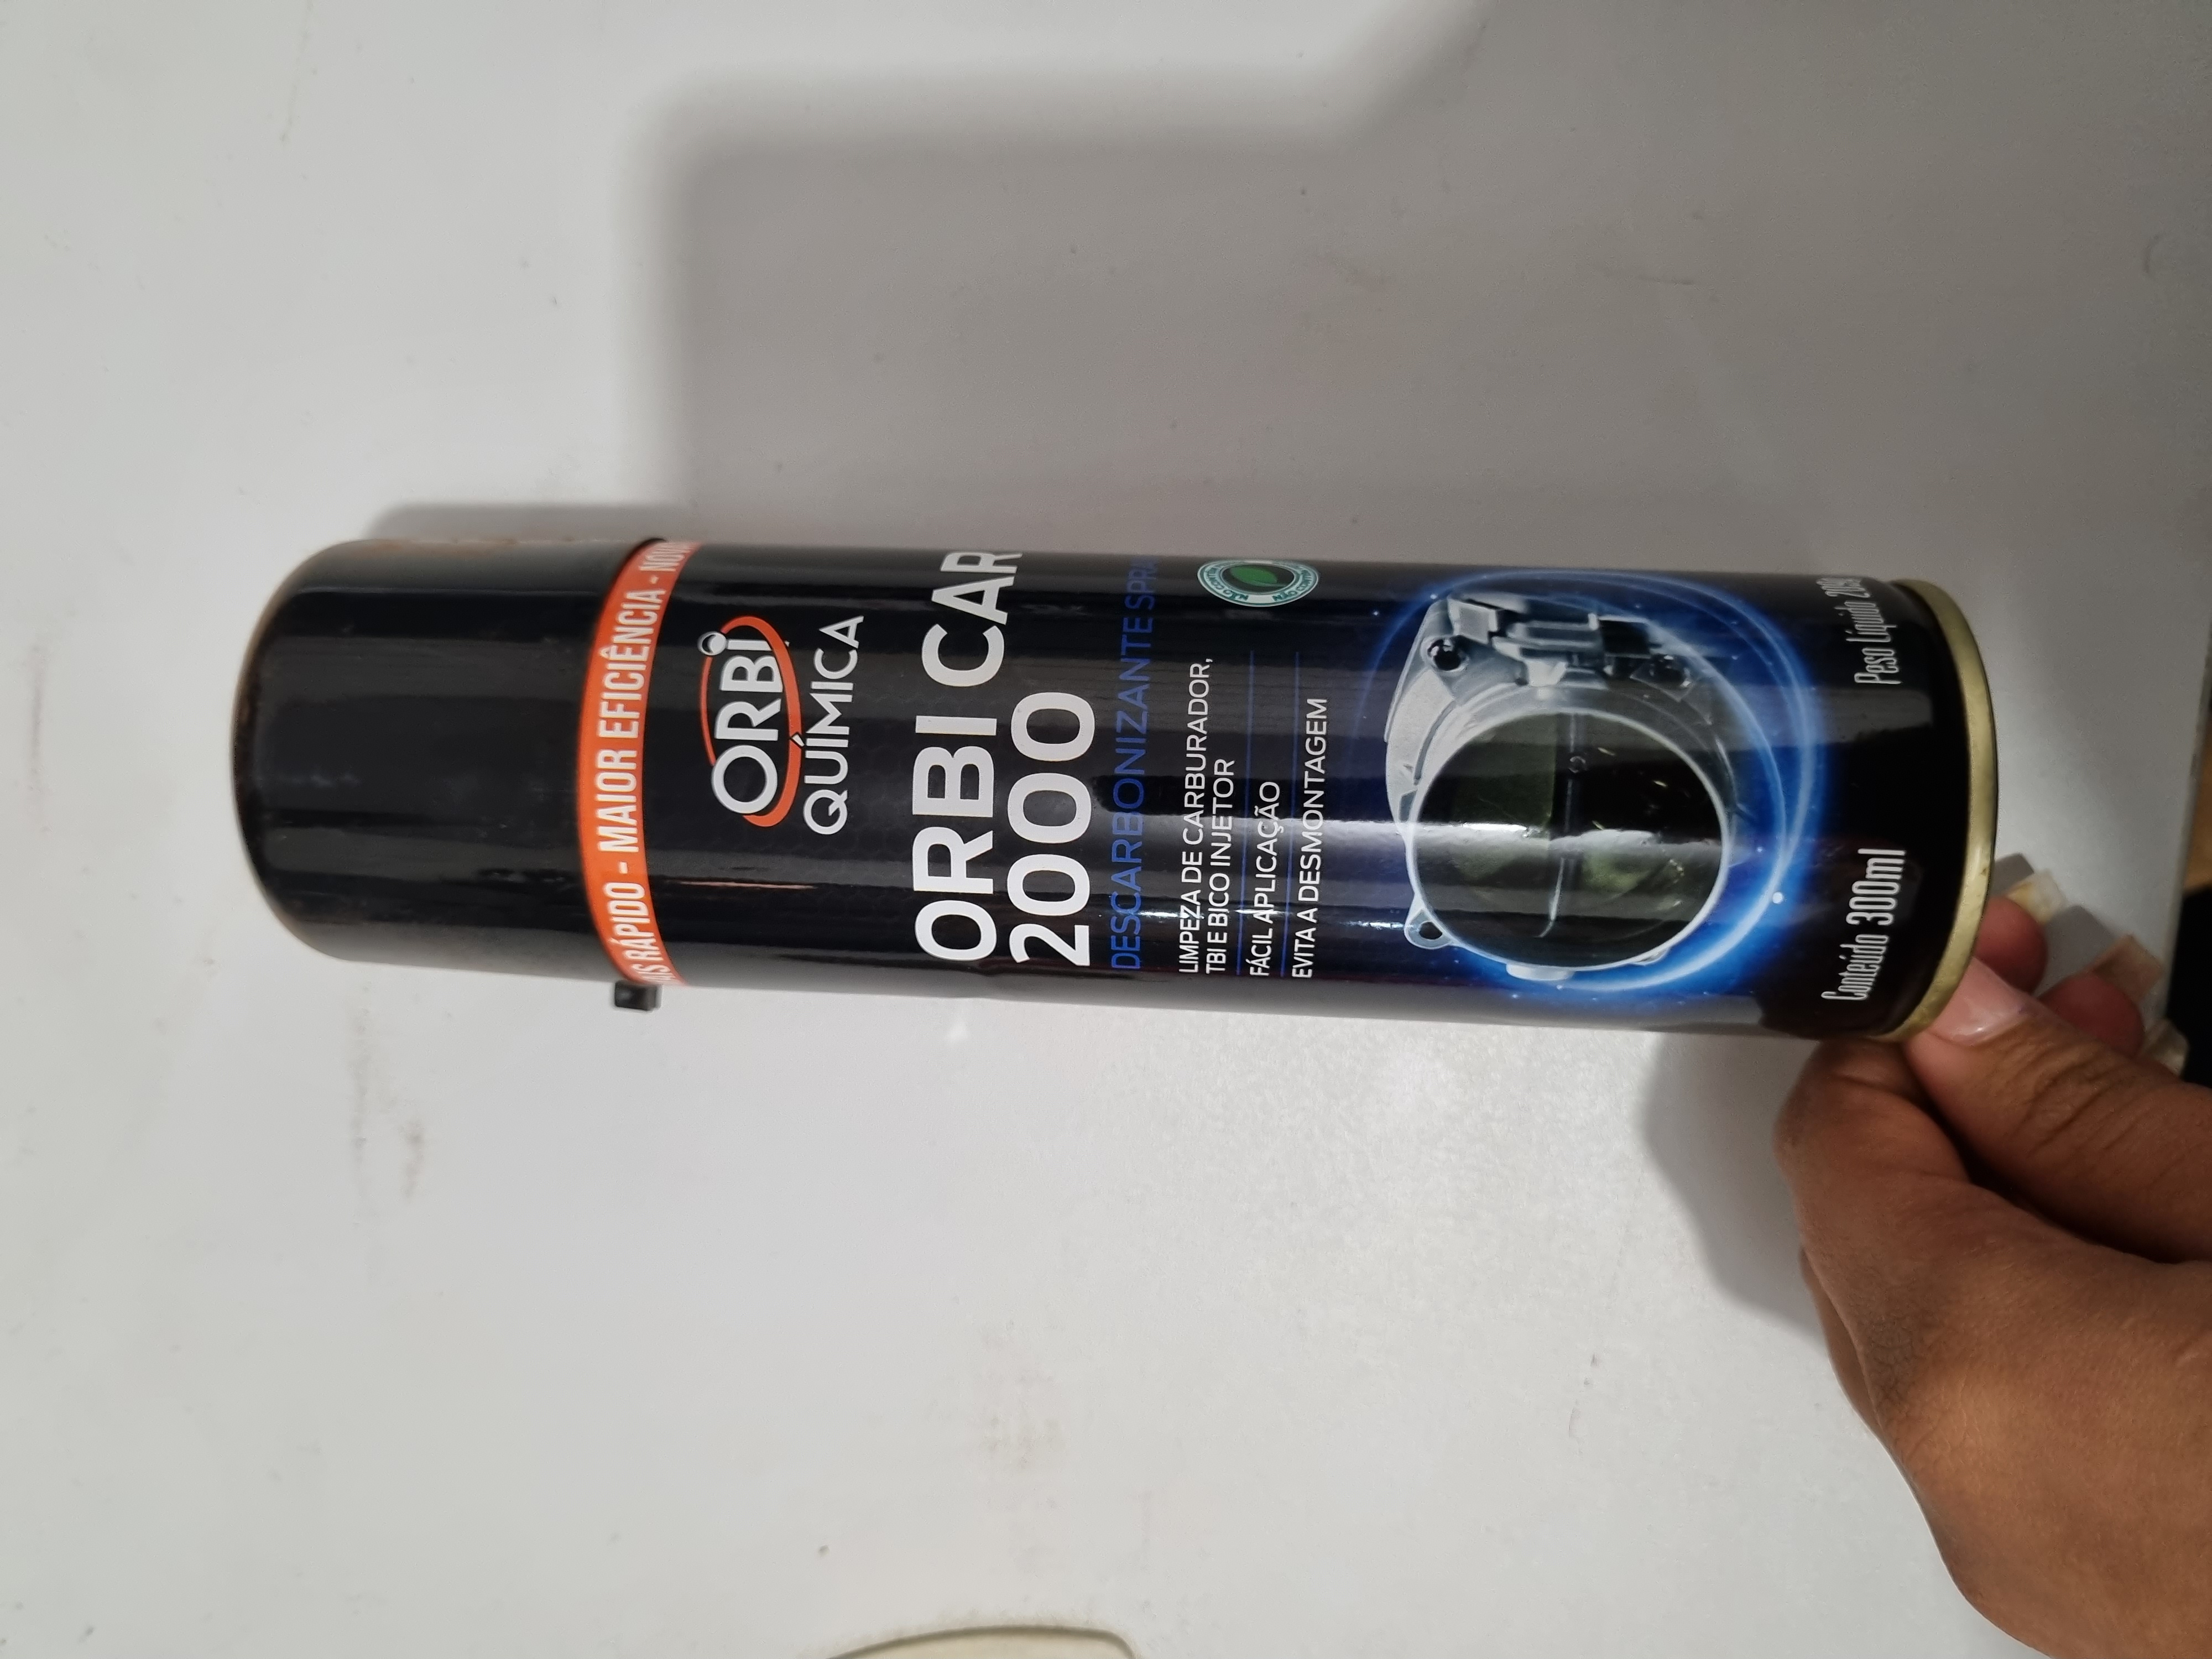 RÁPIDO - MAIOR EFICIÊNCIA -
ORBI
QUÍMICA
ORBI CAR
2000
DESCARBONIZANTE
LIMPEZA DE CARBURADOR,
TBI E BICO INJETOR
FÁCIL APLICAÇÃO
EVITA A DESMONTAGEM
Conteúdo 300ml
Peso Líquido